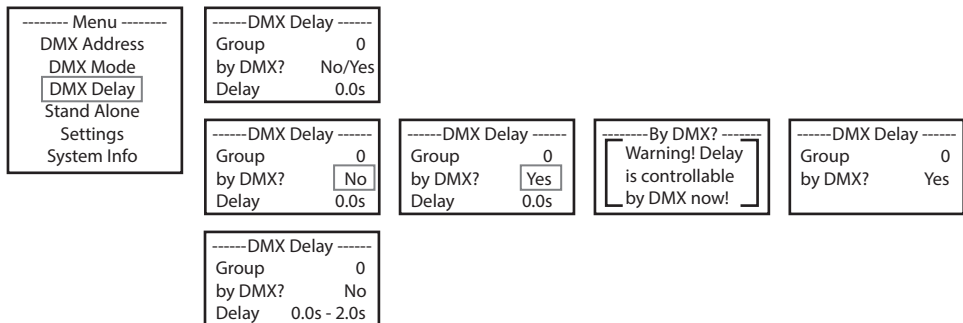 -------- Menu --------
DMX Address
DMX Mode
DMX Delay
Stand Alone
Settings
System Info
------DMX Delay ------
Group 0
by DMX? No/Yes
Delay 0.0s
------DMX Delay ------
Group 0
by DMX? No
Delay 0.0s
------DMX Delay ------
Group 0
by DMX? Yes
Delay 0.0s
--------By DMX? -------
Warning! Delay
is controllable
by DMX now!
------DMX Delay ------
Group 0
by DMX? Yes
------DMX Delay ------
Group 0
by DMX? No
Delay 0.0s - 2.0s